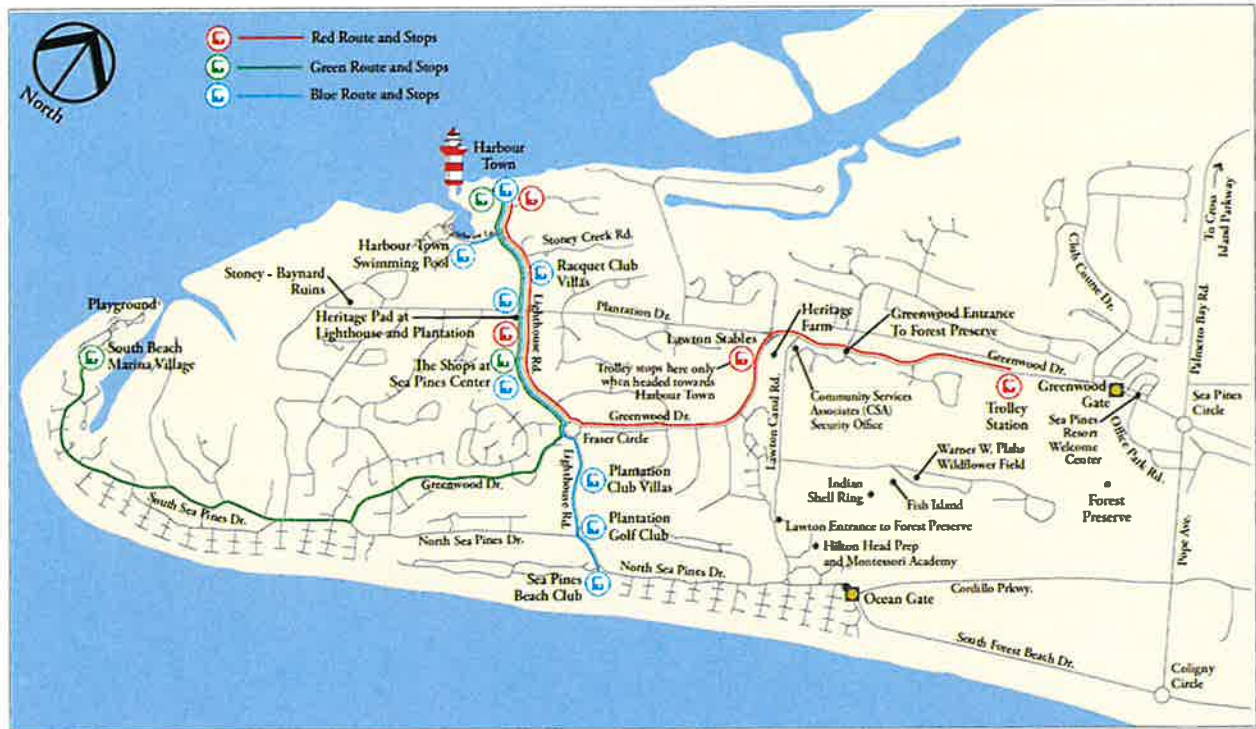 North
Red Route and Stops
Green Route and Stops
Blue Route and Stops
Harbour
Town
Harbour Town
Swimming Pool
Stoney Creek Rd.
Racquet Club
Villas
Stoney - Baynard
Ruins
Playground
South Beach
Marina Village
Heritage Pad at
Lighthouse and Plantation
Lighthouse Rd.
Plantation Dr.
The Shops at
Sea Pines Center
Lawton Stables
Trolley stops here only
when headed towards
Harbour Town
Heritage
Farm
Greenwood Entrance
To Forest Preserve
Greenwood Dr.
Club Course Dr.
Palmetto Bay Rd.
To Cross
Island Parkway
Trolley
Station
Greenwood
Gate
Sea Pines
Circle
Sea Pines
Resort
Welcome
Center
Office Park Rd.
Community Services
Associates (CSA)
Security Office
Greenwood Dr.
Fraser Circle
Lawton Canal Rd.
Lighthouse Rd.
Plantation
Club Villas
Greenwood Dr.
Plantation
Golf Club
South Sea Pines Dr.
North Sea Pines Dr.
Sea Pines
Beach Club
North Sea Pines Dr.
Warner W. Plahs
Wildflower Field
Indian
Shell Ring
Fish Island
Forest
Preserve
Lawton Entrance to Forest Preserve
Hilton Head Prep
and Montessori Academy
Pope Ave.
Ocean Gate
Cordillo Prkwy.
South Forest Beach Dr.
Coligny
Circle